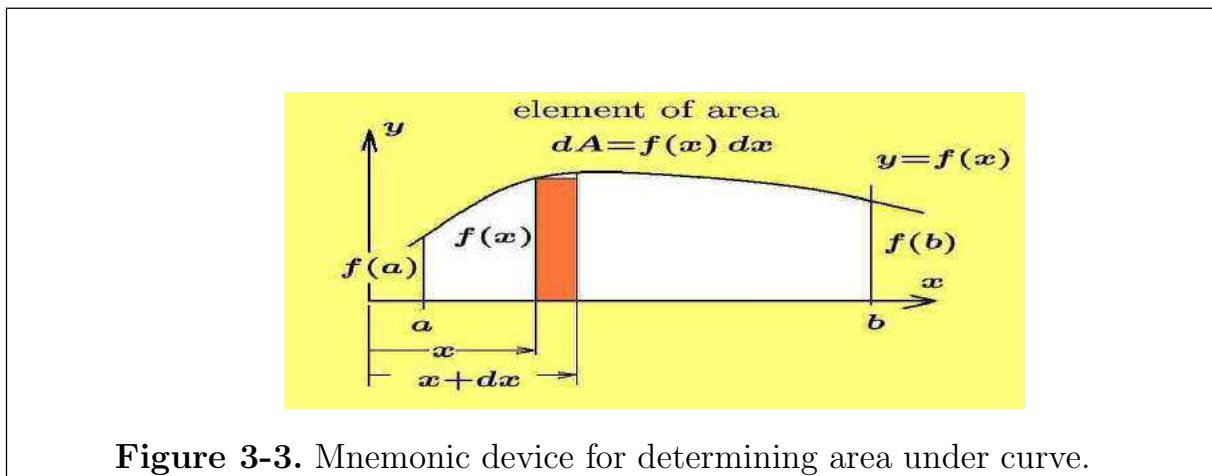 element of area
dA=f(x) dx
y
y=f(x)
f(x)
f(a)
f(b)
x
a
b
x
x+dx
Figure 3-3. Mnemonic device for determining area under curve.